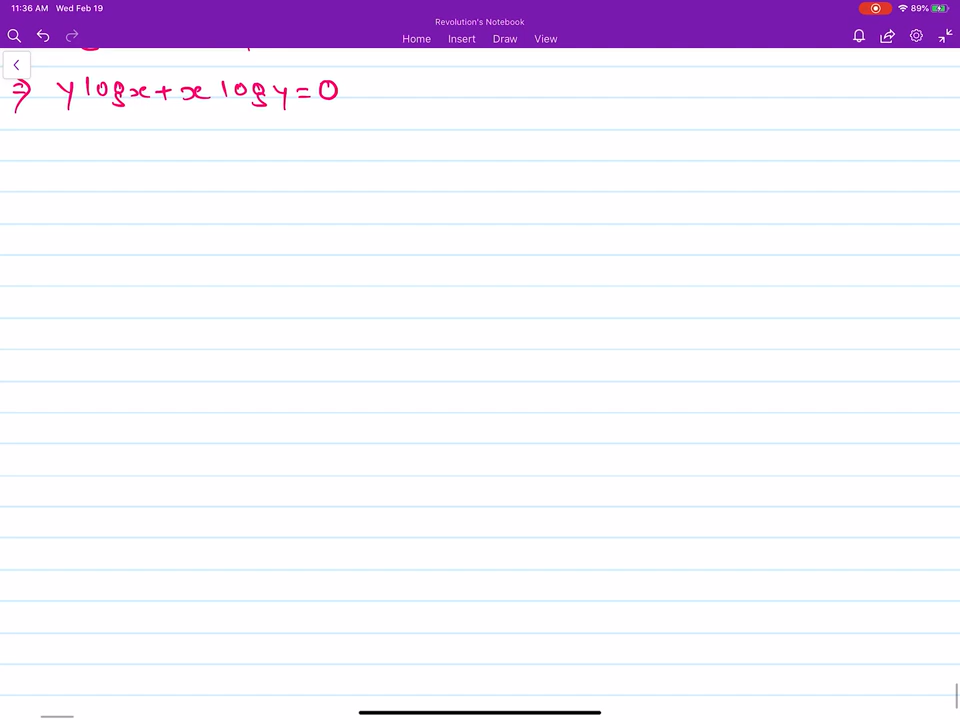 11:36 AM Wed Feb 19
Revolution's Notebook
89%
Home Insert Draw View
⇒ y log x + x log y = 0